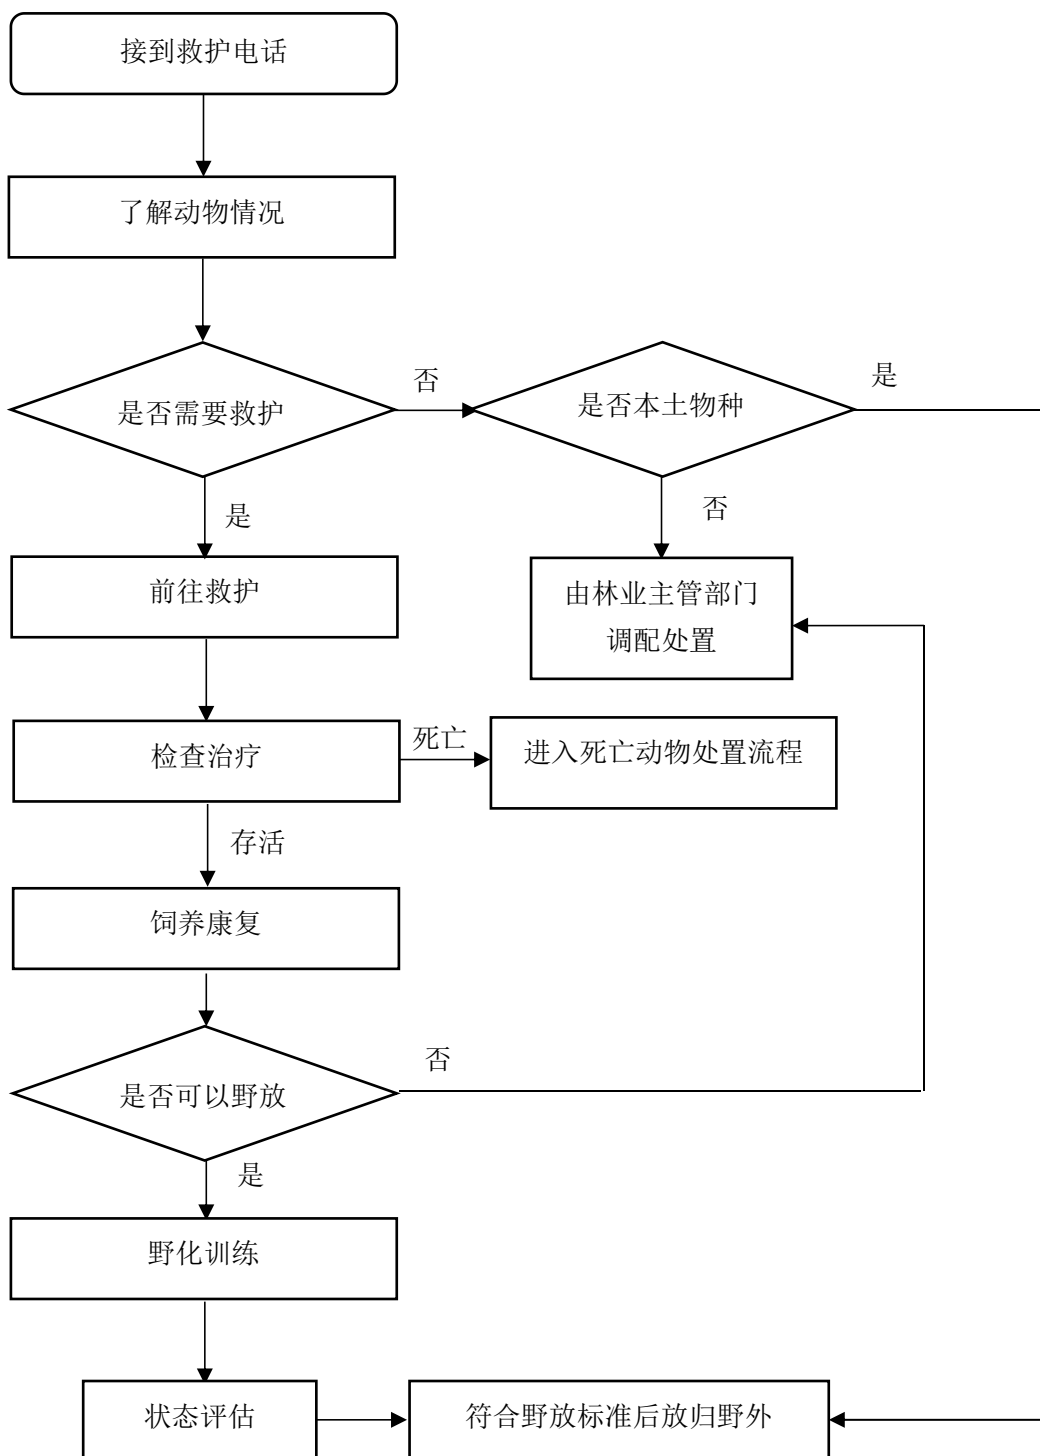 接到救护电话
了解动物情况
是否需要救护
否
是否本土物种
是
是
否
前往救护
由林业主管部门
调配处置
检查治疗
死亡
进入死亡动物处置流程
存活
饲养康复
是否可以野放
否
是
野化训练
状态评估
符合野放标准后放归野外